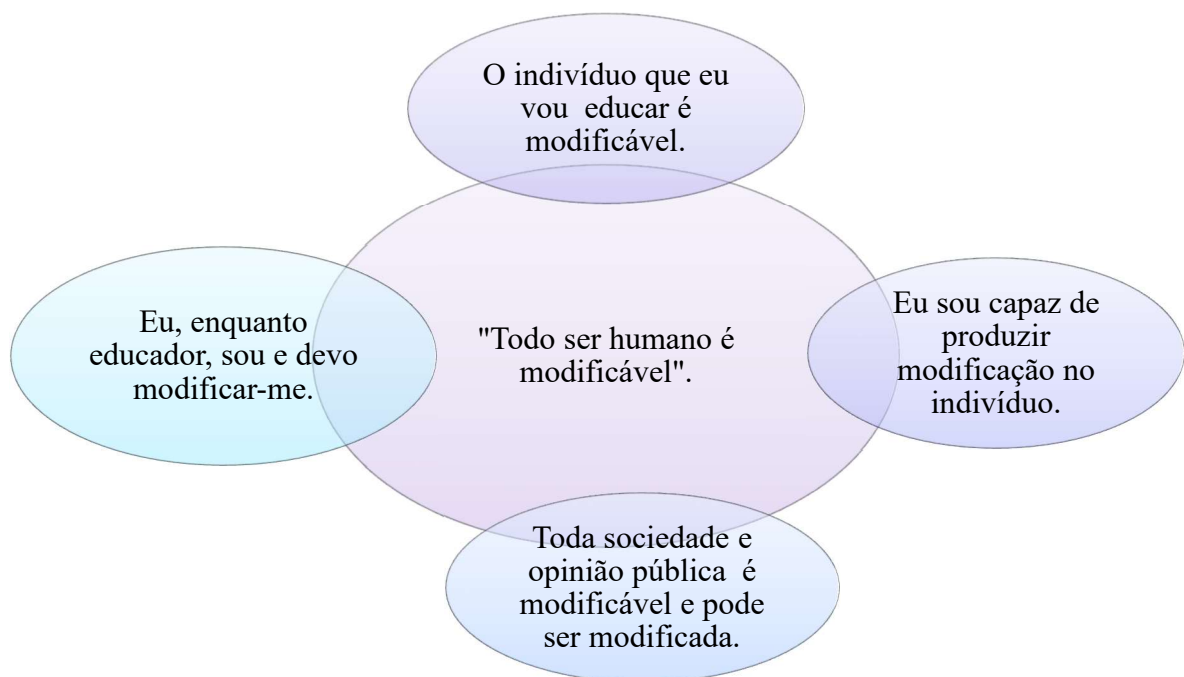 O indivíduo que eu
vou educar é
modificável.
Eu, enquanto
educador, sou e devo
modificar-me.
"Todo ser humano é
modificável".
Eu sou capaz de
produzir
modificação no
indivíduo.
Toda sociedade e
opinião pública é
modificável e pode
ser modificada.